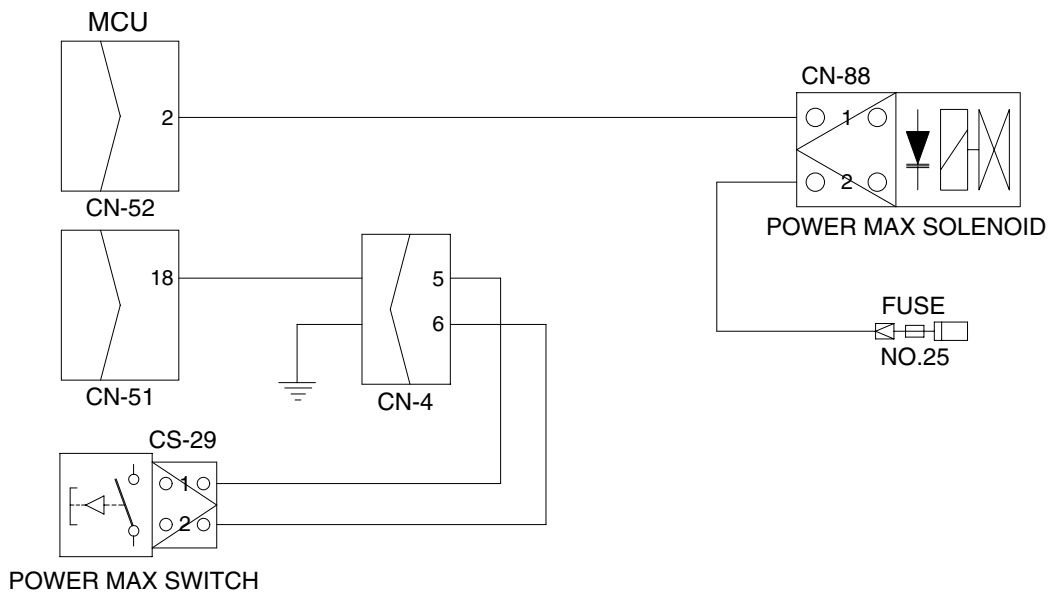 MCU
2
CN-52
CN-88
1
2
POWER MAX SOLENOID
18
CN-51
5
6
CN-4
FUSE
NO.25
CS-29
1
2
POWER MAX SWITCH